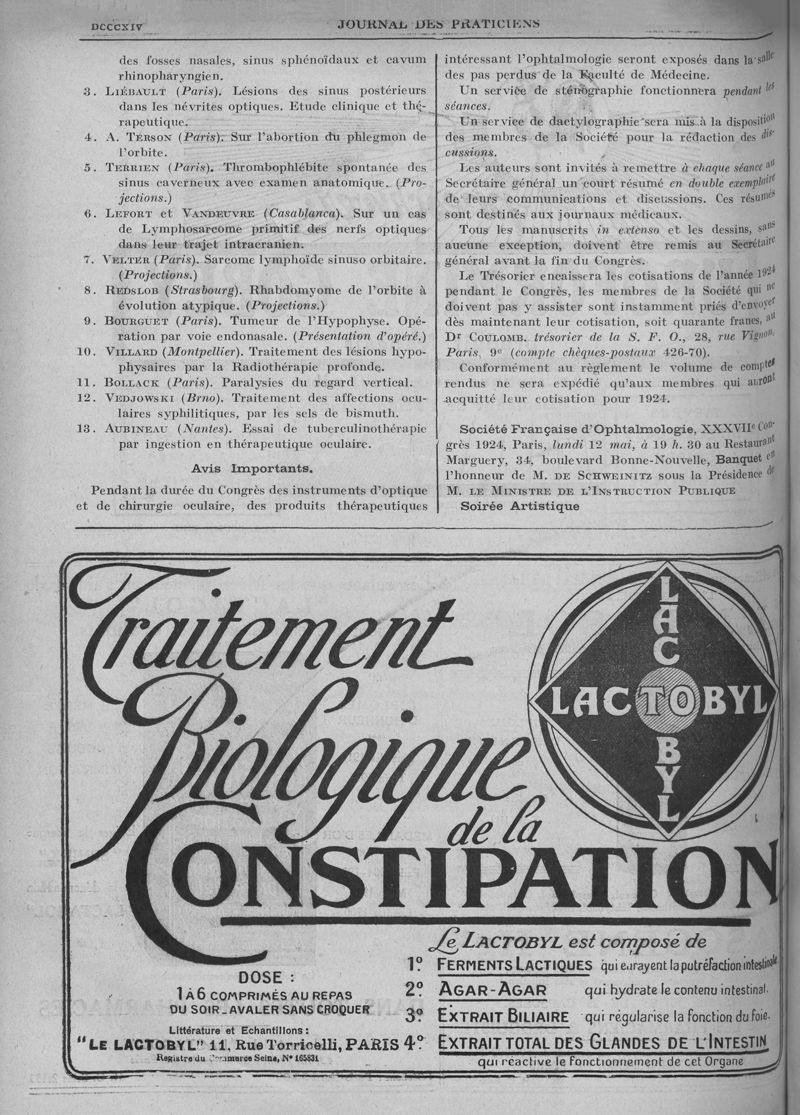 DCCCXIV
JOURNAL DES PRATICIENS
des fosses nasales, sinus sphénoïdaux et cavum
rhinopharyngien.
3. LIÉBAULT (Paris). Lésions des sinus postérieurs
dans les névrites optiques. Etude clinique et thé-
rapeutique.
4. A. TERSON (Paris). Sur l'abortion du phlegmon de
l'orbite.
5. TERRIEN (Paris). Thrombophlébite spontanée des
sinus caverneux avec examen anatomique. (Pro-
jections.)
6. LEFORT et VANDEUVRE (Casablanca). Sur un cas
de Lymphosarcome primitif des nerfs optiques
dans leur trajet intracranien.
7. VELTER (Paris). Sarcome lymphoïde sinuso orbitaire.
(Projections.)
8. REDSLOB (Strasbourg). Rhabdomyome de l'orbite à
évolution atypique. (Projections.)
9. BOURGUET (Paris). Tumeur de l'Hypophyse. Opé-
ration par voie endonasale. (Présentation d'opéré.)
10. VILLARD (Montpellier). Traitement des lésions hypo-
physaires par la Radiothérapie profonde.
11. BOLLACK (Paris). Paralysies du regard vertical.
12. VEDJOWSKI (Brno). Traitement des affections ocu-
laires syphilitiques, par les sels de bismuth.
13. AUBINEAU (Nantes). Essai de tuberculinothérapie
par ingestion en thérapeutique oculaire.
Avis Importants.
Pendant la durée du Congrès des instruments d'optique
et de chirurgie oculaire, des produits thérapeutiques
intéressant l'ophtalmologie seront exposés dans la salle
des pas perdus de la Faculté de Médecine.
Un service de sténographie fonctionnera pendant les
séances.
Un service de dactylographie sera mis à la disposition
des membres de la Société pour la rédaction des dis-
cussions.
Les auteurs sont invités à remettre à chaque séance au
Secrétaire général un court résumé en double exemplaire
de leurs communications et discussions. Ces résumés
sont destinés aux journaux médicaux.
Tous les manuscrits in extenso et les dessins, sans
aucune exception, doivent être remis au Secrétaire
général avant la fin du Congrès.
Le Trésorier encaissera les cotisations de l'année 1924
pendant le Congrès, les membres de la Société qui ne
doivent pas y assister sont instamment priés d'envoyer
dès maintenant leur cotisation, soit quarante francs, au
Dr COULOMB, trésorier de la S. F. O., 28, rue Vignon,
Paris, 9e (compte chèques-postaux 426-70).
Conformément au règlement le volume de comptes
rendus ne sera expédié qu'aux membres qui auront
acquitté leur cotisation pour 1924.
Société Française d'Ophtalmologie, XXXVIIe Con-
grès 1924, Paris, lundi 12 mai, à 19 h. 30 au Restaurant
Marguery, 34, boulevard Bonne-Nouvelle, Banquet en
l'honneur de M. DE SCHWEINITZ sous la Présidence de
M. LE MINISTRE DE L'INSTRUCTION PUBLIQUE
Soirée Artistique
Traitement
Biologique
de la
CONSTIPATION
LACTOBYL
LACTOBYL
Le LACTOBYL est composé de
1º. FERMENTS LACTIQUES qui enrayent la putréfaction intestinale
2º AGAR-AGAR qui hydrate le contenu intestinal.
3º. EXTRAIT BILIAIRE qui régularise la fonction du foie.
4º. EXTRAIT TOTAL DES GLANDES DE L'INTESTIN
qui réactive le fonctionnement de cet Organe
DOSE :
1 À 6 COMPRIMÉS AU REPAS
DU SOIR_AVALER SANS CROQUER
Littérature et Echantillons :
"LE LACTOBYL" 11, Rue Torricelli, PARIS
Registre du Commerce Seine, Nº 165831